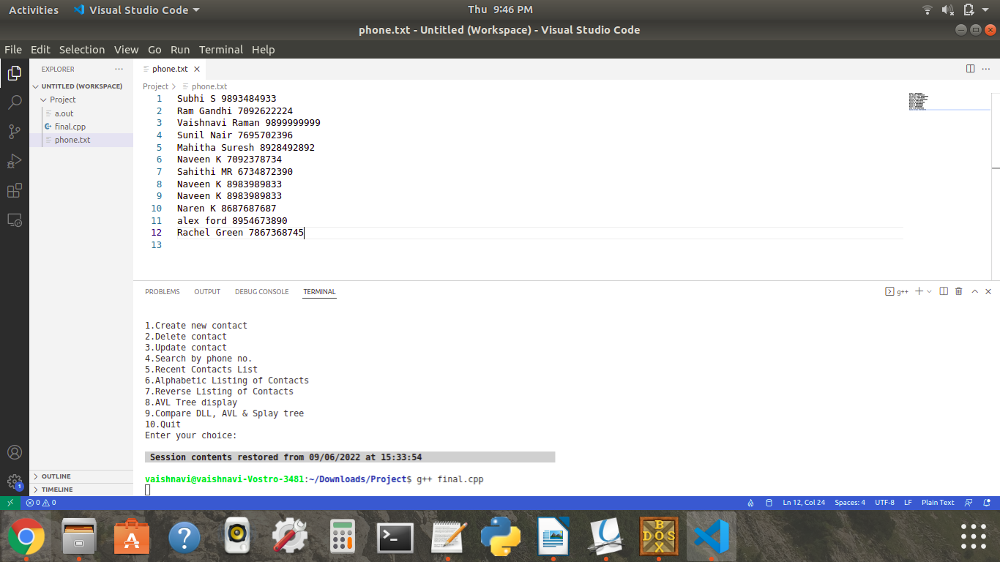 Activities Visual Studio Code Thu 9:46 PM
phone.txt - Untitled (Workspace) - Visual Studio Code
File Edit Selection View Go Run Terminal Help
EXPLORER
UNTITLED (WORKSPACE)
Project
a.out
final.cpp
phone.txt
OUTLINE
TIMELINE
1
phone.txt
Project > phone.txt
1 Subhi S 9893484933
2 Ram Gandhi 7092622224
3 Vaishnavi Raman 9899999999
4 Sunil Nair 7695702396
5 Mahitha Suresh 8928492892
6 Naveen K 7092378734
7 Sahithi MR 6734872390
8 Naveen K 8983989833
9 Naveen K 8983989833
10 Naren K 8687687687
11 alex ford 8954673890
12 Rachel Green 7867368745
13
PROBLEMS OUTPUT DEBUG CONSOLE TERMINAL g++
1.Create new contact
2.Delete contact
3.Update contact
4.Search by phone no.
5.Recent Contacts List
6.Alphabetic Listing of Contacts
7.Reverse Listing of Contacts
8.AVL Tree display
9.Compare DLL, AVL & Splay tree
10.Quit
Enter your choice:
Session contents restored from 09/06/2022 at 15:33:54
vaishnavi@vaishnavi-Vostro-3481:~/Downloads/Project$ g++ final.cpp
0 0 Ln 12, Col 24 Spaces: 4 UTF-8 LF Plain Text
A ? >_ BOX DOS